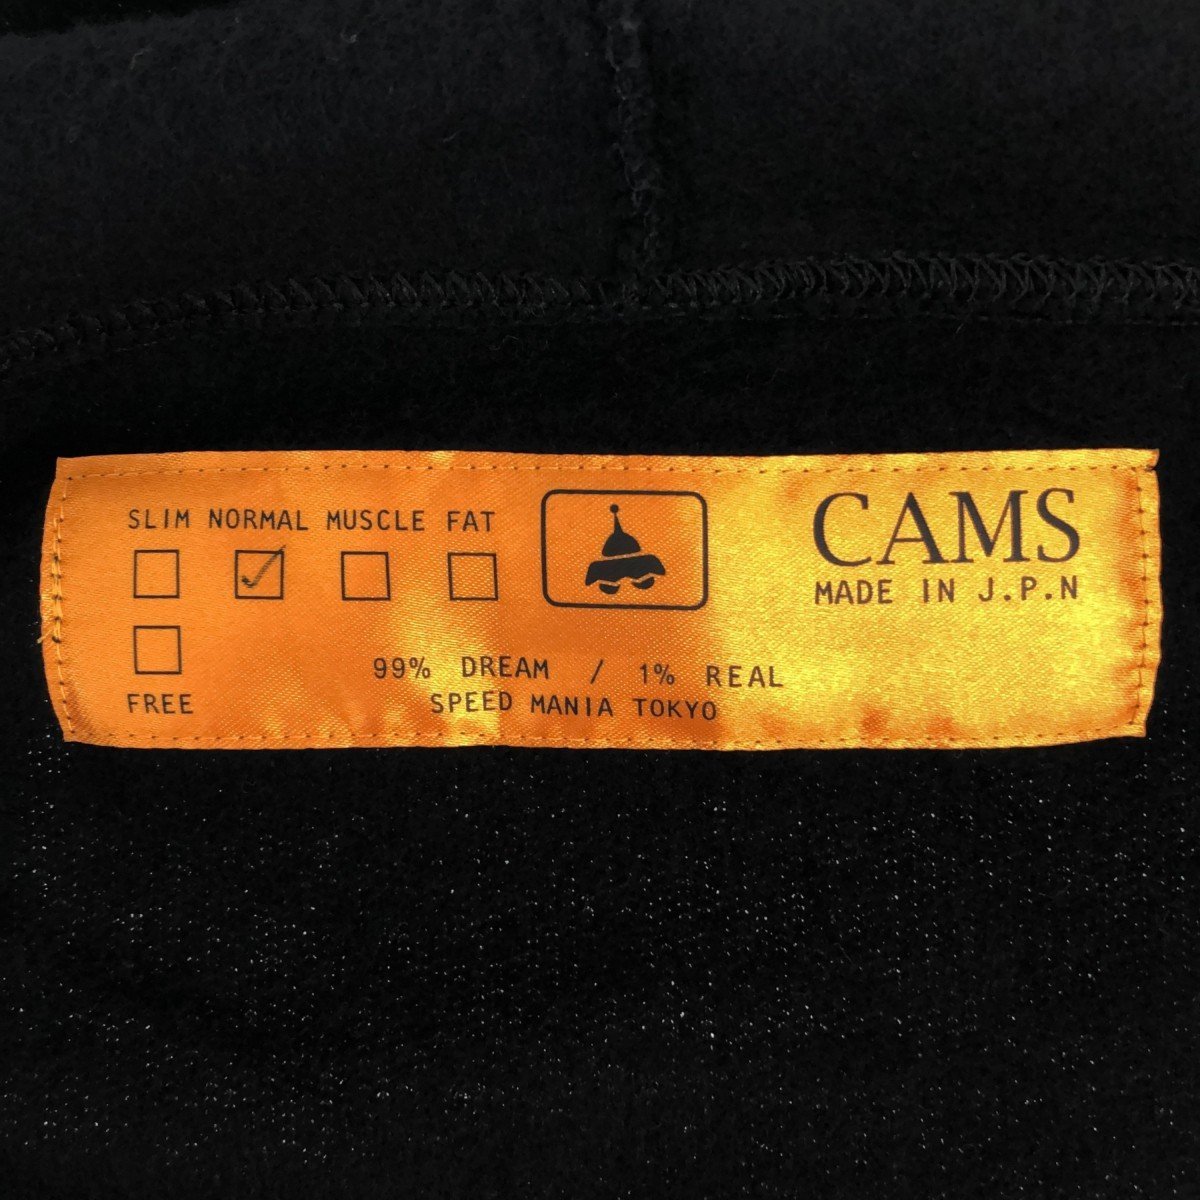 SLIM NORMAL MUSCLE FAT
FREE
99% DREAM / 1% REAL
SPEED MANIA TOKYO
CAMS
MADE IN J.P.N